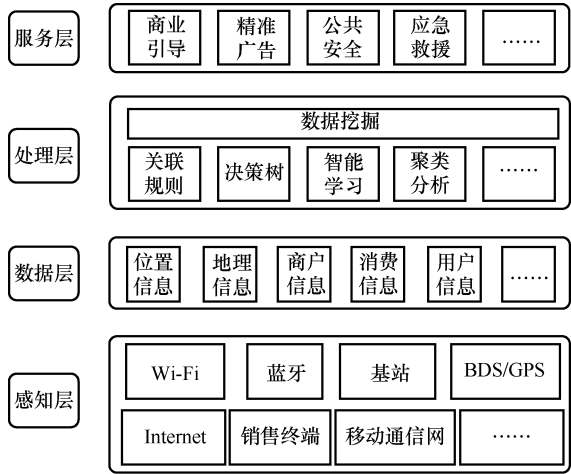 服务层
商业
引导
精准
广告
公共
安全
应急
救援
……
处理层
数据挖掘
关联
规则
决策树
智能
学习
聚类
分析
……
数据层
位置
信息
地理
信息
商户
信息
消费
信息
用户
信息
……
感知层
Wi-Fi
蓝牙
基站
BDS/GPS
Internet
销售终端
移动通信网
……